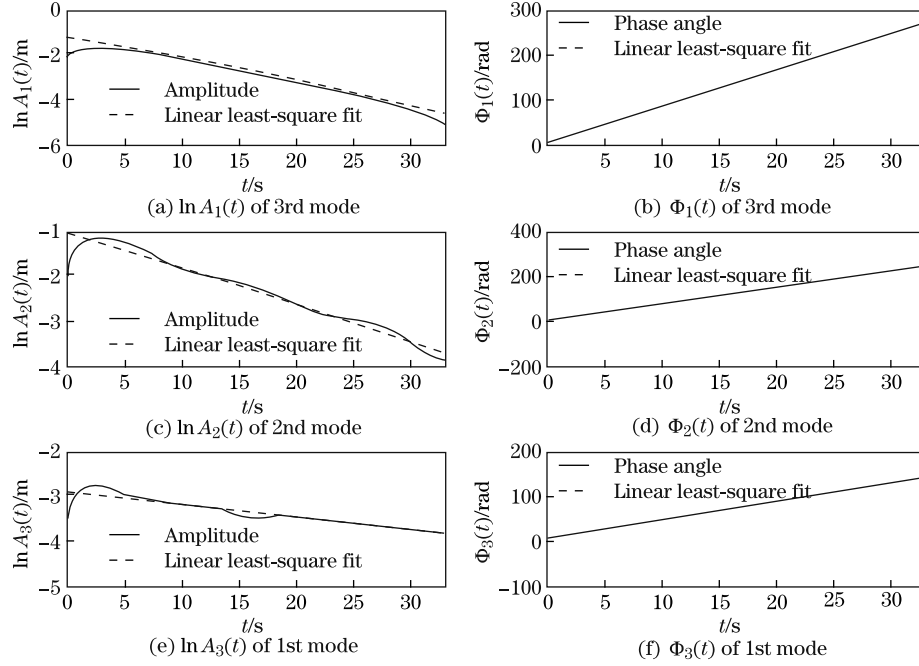 0
−2
−4
−6
ln A₁(t)/m
Amplitude
Linear least-square fit
0 5 10 15 20 25 30
t/s
(a) ln A₁(t) of 3rd mode
300
200
100
0
Φ₁(t)/rad
Phase angle
Linear least-square fit
0 5 10 15 20 25 30
t/s
(b) Φ₁(t) of 3rd mode
−1
−2
−3
−4
ln A₂(t)/m
Amplitude
Linear least-square fit
0 5 10 15 20 25 30
t/s
(c) ln A₂(t) of 2nd mode
400
200
0
−200
Φ₂(t)/rad
Phase angle
Linear least-square fit
0 5 10 15 20 25 30
t/s
(d) Φ₂(t) of 2nd mode
−2
−3
−4
−5
ln A₃(t)/m
Amplitude
Linear least-square fit
0 5 10 15 20 25 30
t/s
(e) ln A₃(t) of 1st mode
200
100
0
−100
Φ₃(t)/rad
Phase angle
Linear least-square fit
0 5 10 15 20 25 30
t/s
(f) Φ₃(t) of 1st mode